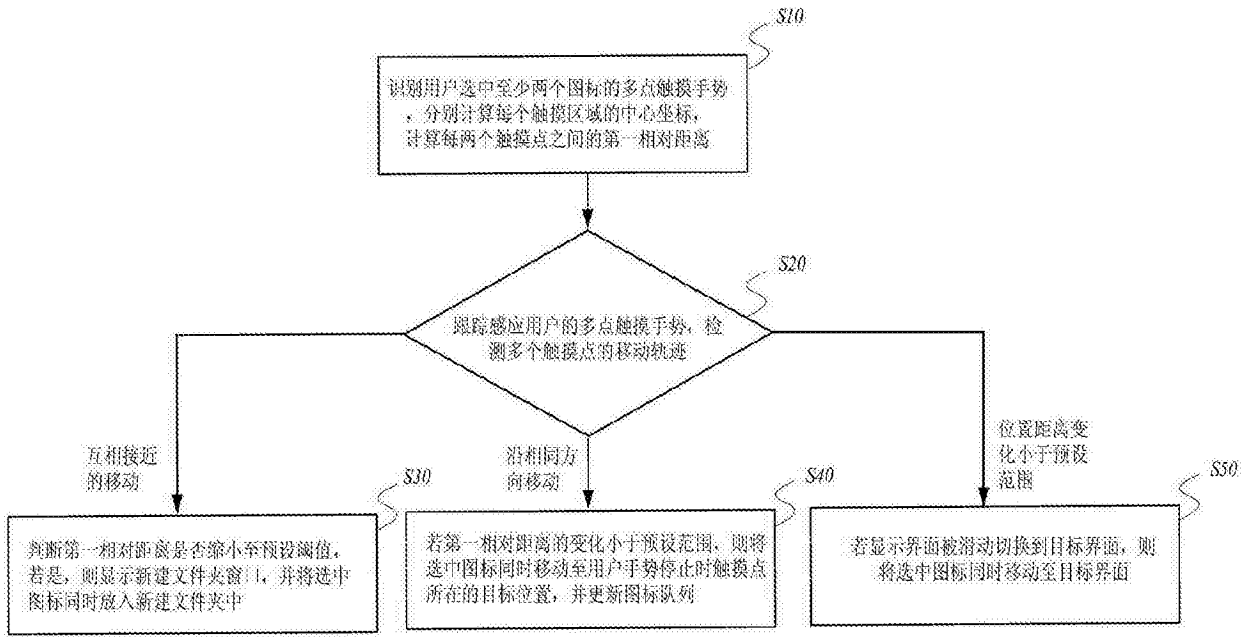 S10
识别用户选中至少两个图标的多点触摸手势
，分别计算每个触摸区域的中心坐标，
计算每两个触摸点之间的第一相对距离
S20
跟踪感应用户的多点触摸手势，检
测多个触摸点的移动轨迹
互相接近
的移动
沿相同方
向移动
位置距离变
化小于预设
范围
S30
判断第一相对距离是否缩小至预设阈值，
若是，则显示新建文件夹窗口，并将选中
图标同时放入新建文件夹中
S40
若第一相对距离的变化小于预设范围，则将
选中图标同时移动至用户手势停止时触摸点
所在的目标位置，并更新图标队列
S50
若显示界面被滑动切换到目标界面，则
将选中图标同时移动至目标界面